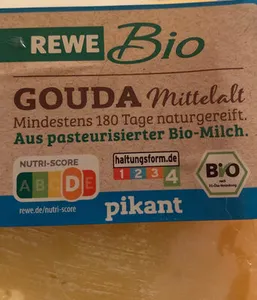 REWE Bio
GOUDA Mittelalt
Mindestens 180 Tage naturgereift.
Aus pasteurisierter Bio-Milch.
NUTRI-SCORE
A B C D E
rewe.de/nutri-score
haltungsform.de
1 2 3 4
BIO
pikant